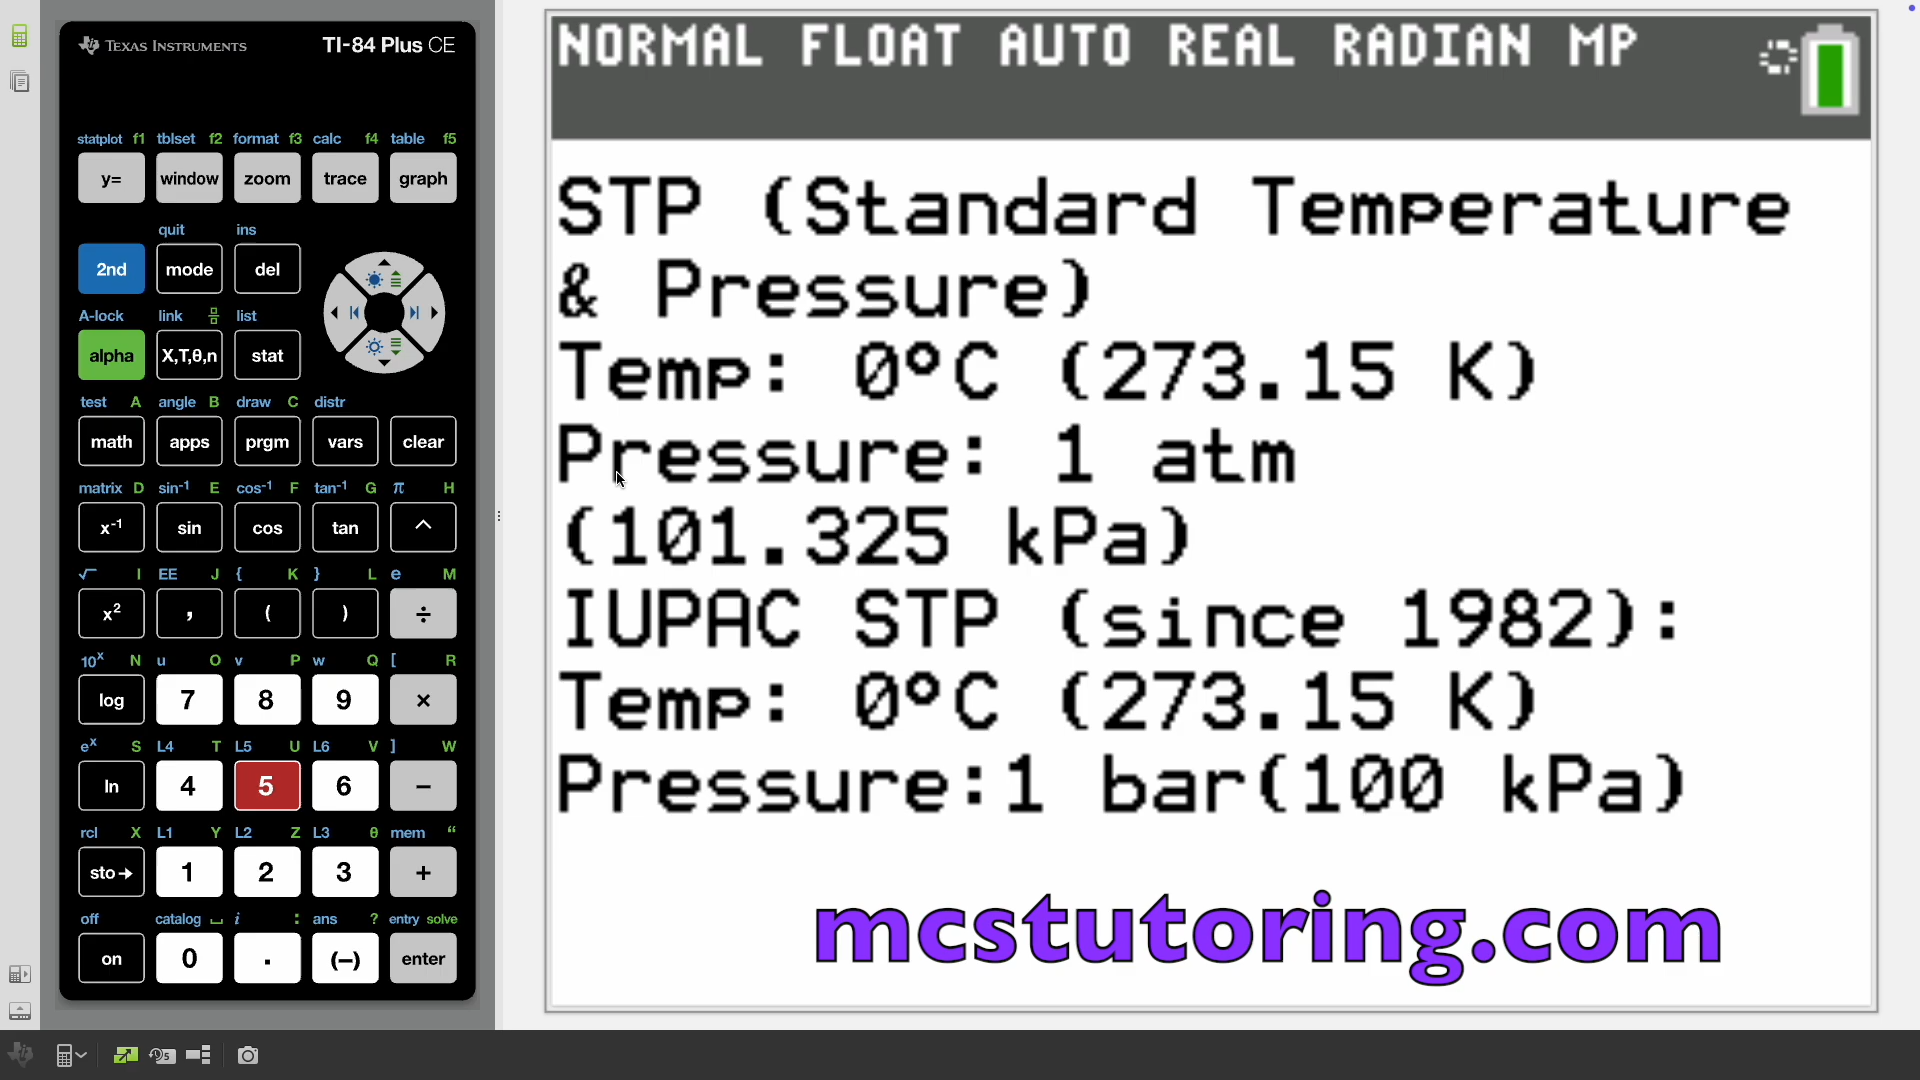 TEXAS INSTRUMENTS
TI-84 Plus CE
statplot f1 tblset f2 format f3 calc f4 table f5
y= window zoom trace graph
quit ins
2nd mode del
A-lock link list
alpha X,T,θ,n stat
test A angle B draw C distr
math apps prgm vars clear
matrix D sin⁻¹ E cos⁻¹ F tan⁻¹ G π H
x⁻¹ sin cos tan ^
√ I EE J { K } L e M
x² , ( ) ÷
10ˣ N u O v P w Q [ R
log 7 8 9 ×
eˣ S L4 T L5 U L6 V ] W
ln 4 5 6 −
rcl X L1 Y L2 Z L3 θ mem “
sto→ 1 2 3 +
off catalog ⎵ i : ans ? entry solve
on 0 . (−) enter
NORMAL FLOAT AUTO REAL RADIAN MP
STP (Standard Temperature
& Pressure)
Temp: 0°C (273.15 K)
Pressure: 1 atm
(101.325 kPa)
IUPAC STP (since 1982):
Temp: 0°C (273.15 K)
Pressure:1 bar(100 kPa)
mcstutoring.com